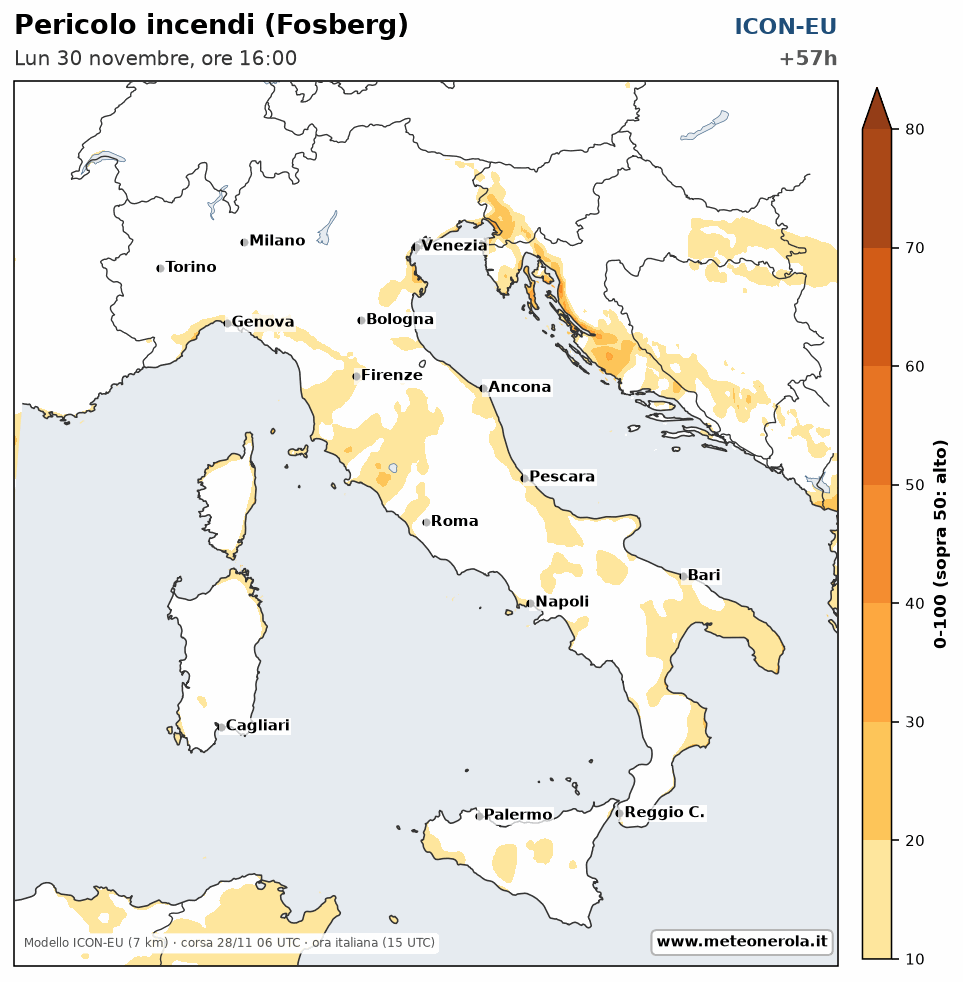 Pericolo incendi (Fosberg)
ICON-EU
Lun 30 novembre, ore 16:00
+57h
Milano
Venezia
Torino
Genova
Bologna
Firenze
Ancona
Pescara
Roma
Bari
Napoli
Cagliari
Palermo
Reggio C.
Modello ICON-EU (7 km) · corsa 28/11 06 UTC · ora italiana (15 UTC)
www.meteonerola.it
80
70
60
50
40
30
20
10
0-100 (sopra 50: alto)